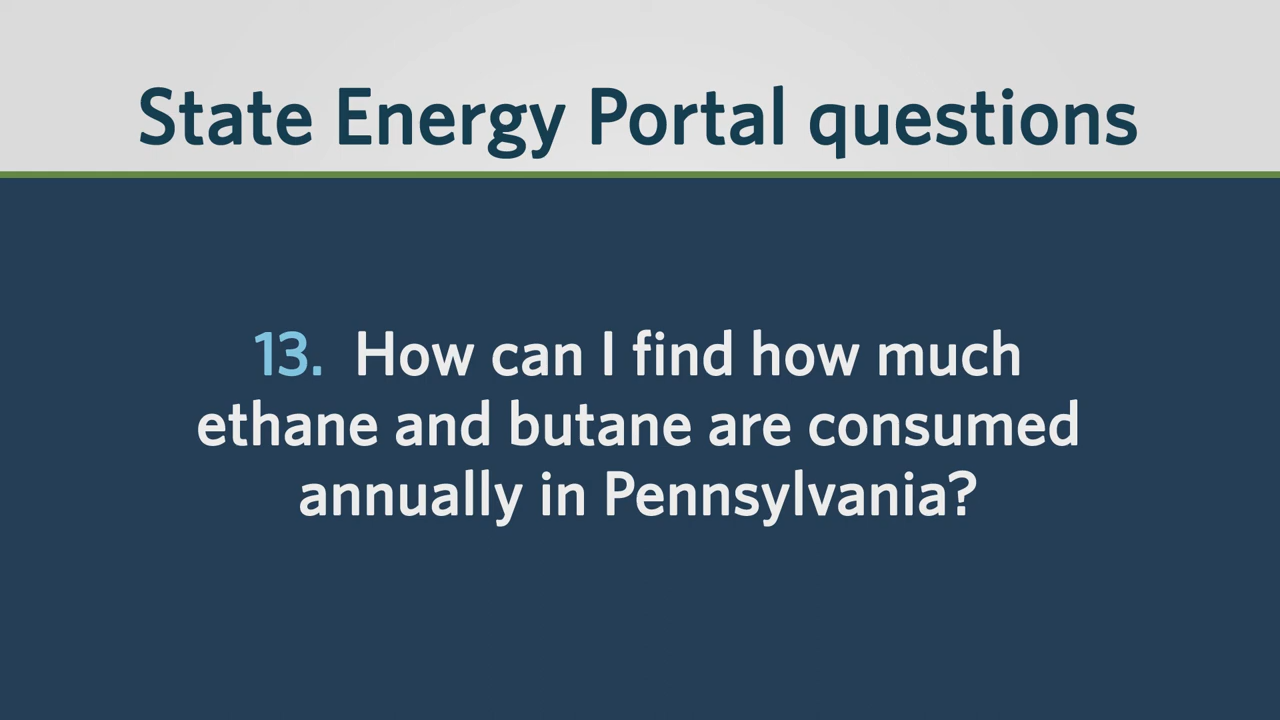 State Energy Portal questions
13. How can I find how much
ethane and butane are consumed
annually in Pennsylvania?